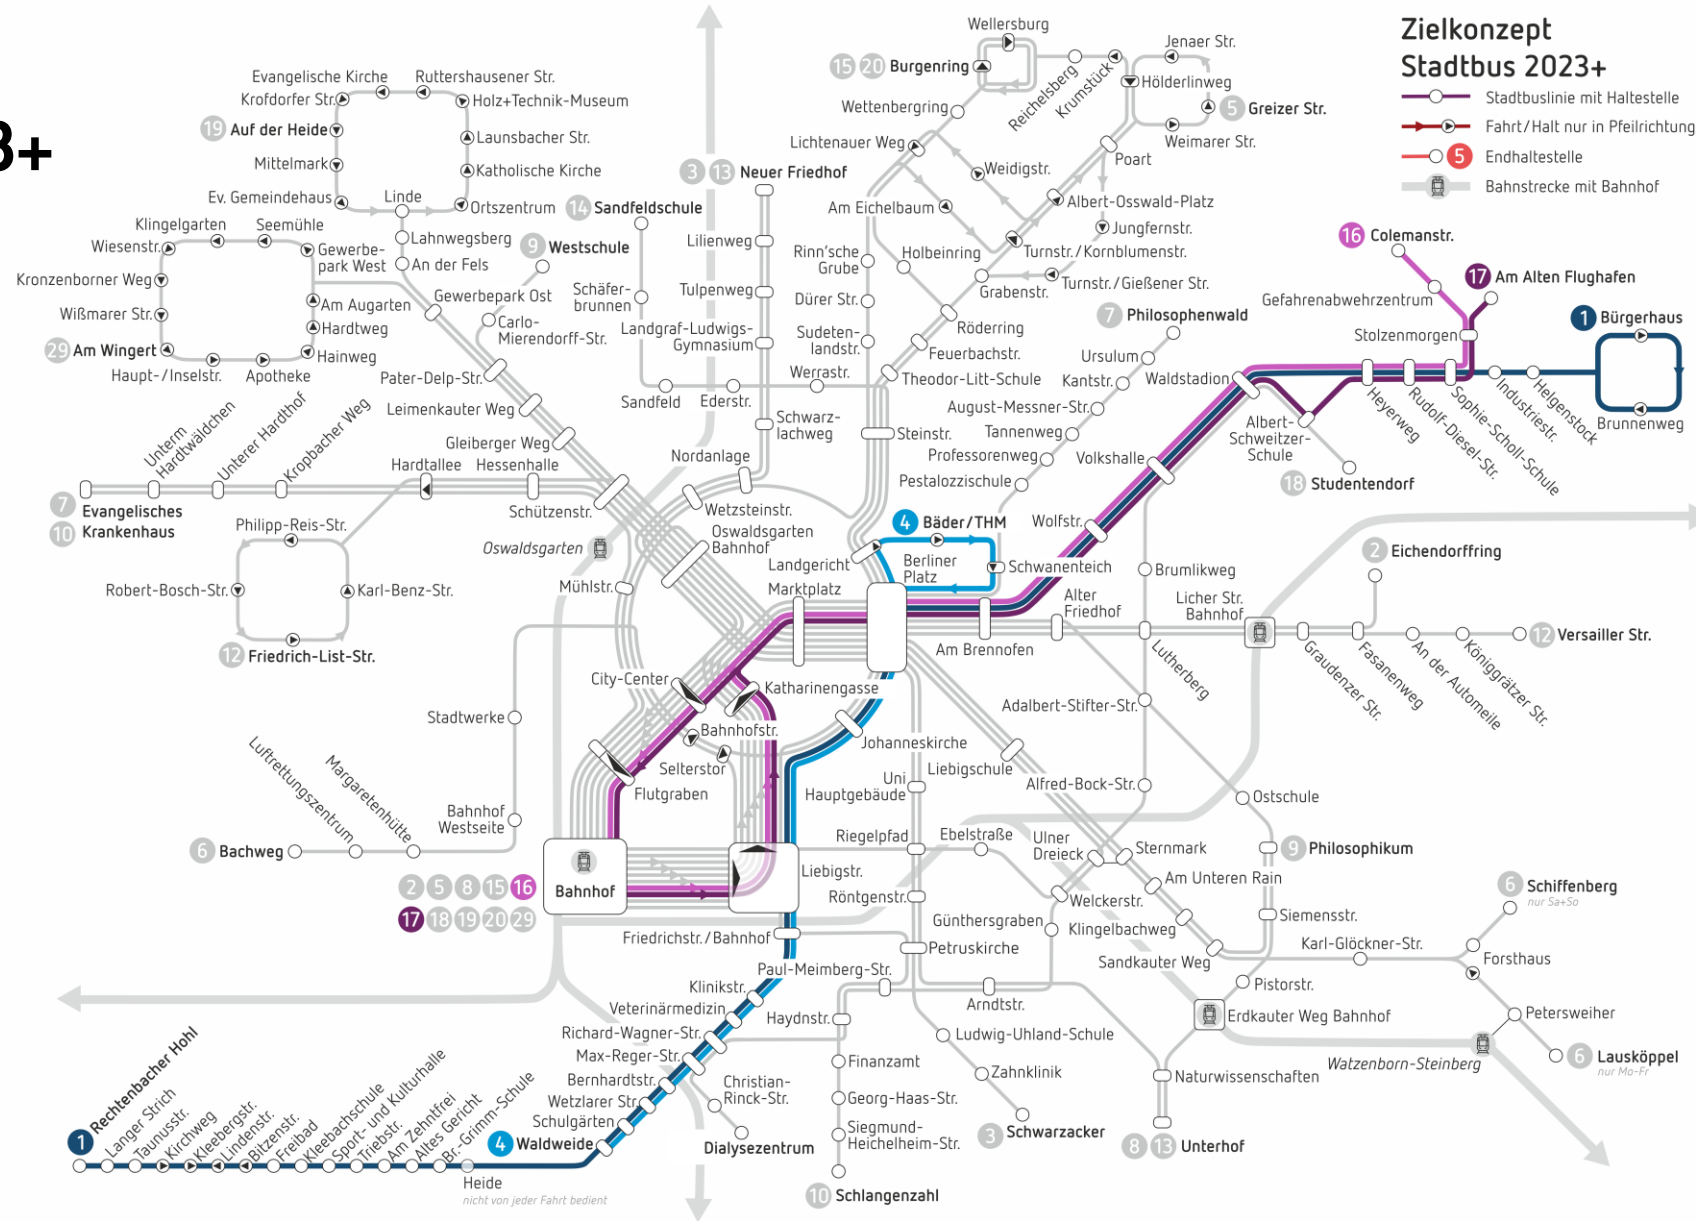 3+
Zielkonzept
Stadtbus 2023+
Stadtbuslinie mit Haltestelle
Fahrt/Halt nur in Pfeilrichtung
5 Endhaltestelle
Bahnstrecke mit Bahnhof
Wellersburg
15 20 Burgenring
Reichelsberg
Krumstück
Jenaer Str.
Hölderlinweg
5 Greizer Str.
Weimarer Str.
Wettenbergring
Lichtenauer Weg
Weidigstr.
Poart
Albert-Osswald-Platz
Am Eichelbaum
Jungfernstr.
Turnstr./Kornblumenstr.
Holbeinring
Turnstr./Gießener Str.
Grabenstr.
Rinn'sche
Grube
Dürer Str.
Röderring
Sudeten-
landstr.
Feuerbachstr.
Theodor-Litt-Schule
Steinstr.
Evangelische Kirche
Ruttershausener Str.
Krofdorfer Str.
Holz+Technik-Museum
19 Auf der Heide
Launsbacher Str.
Mittelmark
Katholische Kirche
Ev. Gemeindehaus
Linde
Ortszentrum
Lahnwegsberg
An der Fels
Klingelgarten
Seemühle
Wiesenstr.
Gewerbe-
park West
Kronzenborner Weg
Am Augarten
Wißmarer Str.
Hardtweg
29 Am Wingert
Hainweg
Haupt-/Inselstr.
Apotheke
9 Westschule
Gewerbepark Ost
Carlo-
Mierendorff-Str.
Pater-Delp-Str.
Leimenkauter Weg
Gleiberger Weg
3 13 Neuer Friedhof
14 Sandfeldschule
Lilienweg
Schäfer-
brunnen
Tulpenweg
Landgraf-Ludwigs-
Gymnasium
Werrastr.
Sandfeld
Ederstr.
Schwarz-
lachweg
Nordanlage
Wetzsteinstr.
7 Philosophenwald
Ursulum
Kantstr.
August-Messner-Str.
Tannenweg
Professorenweg
Pestalozzischule
16 Colemanstr.
17 Am Alten Flughafen
Gefahrenabwehrzentrum
Stolzenmorgen
1 Bürgerhaus
Brunnenweg
Helgenstock
Industriestr.
Sophie-Scholl-Schule
Rudolf-Diesel-Str.
Heyerweg
Waldstadion
Albert-
Schweitzer-
Schule
18 Studentendorf
Volkshalle
Wolfstr.
Unterm
Hardtwäldchen
Unterer Hardthof
Kropbacher Weg
Hardtallee
Hessenhalle
Schützenstr.
7
10
Evangelisches
Krankenhaus
Philipp-Reis-Str.
Robert-Bosch-Str.
Karl-Benz-Str.
12 Friedrich-List-Str.
Oswaldsgarten
Oswaldsgarten
Bahnhof
Mühlstr.
Landgericht
Marktplatz
4 Bäder/THM
Berliner
Platz
Schwanenteich
Am Brennofen
Alter
Friedhof
Brumlikweg
Lutherberg
Licher Str.
Bahnhof
2 Eichendorffring
12 Versailler Str.
Graudenzer Str.
Fasanenweg
An der Automeile
Königgrätzer Str.
City-Center
Katharinengasse
Bahnhofstr.
Selterstor
Flutgraben
Johanneskirche
Stadtwerke
Bahnhof
Westseite
Luftrettungszentrum
Margaretenhütte
6 Bachweg
Bahnhof
2 5 8 15 16
17 18 19 20 29
Liebigstr.
Friedrichstr./Bahnhof
Uni
Hauptgebäude
Liebigschule
Adalbert-Stifter-Str.
Alfred-Bock-Str.
Ostschule
Riegelpfad
Ebelstraße
Ulner
Dreieck
Sternmark
9 Philosophikum
Röntgenstr.
Welckerstr.
Am Unteren Rain
Günthersgraben
Klingelbachweg
Siemensstr.
Petruskirche
Sandkauter Weg
Karl-Glöckner-Str.
6 Schiffenberg
nur Sa+So
Forsthaus
Pistorstr.
Petersweiher
Erdkauter Weg Bahnhof
Watzenborn-Steinberg
6 Lausköppel
nur Mo-Fr
Paul-Meimberg-Str.
Arndtstr.
Haydnstr.
Ludwig-Uhland-Schule
Finanzamt
Zahnklinik
Georg-Haas-Str.
Siegmund-
Heichelheim-Str.
3 Schwarzacker
10 Schlangenzahl
Naturwissenschaften
8 13 Unterhof
Klinikstr.
Veterinärmedizin
Richard-Wagner-Str.
Max-Reger-Str.
Bernhardtstr.
Wetzlarer Str.
Schulgärten
4 Waldweide
Christian-
Rinck-Str.
Dialysezentrum
1 Rechtenbacher Hohl
Langer Strich
Taunusstr.
Kirchweg
Kleebergstr.
Lindenstr.
Bitzenstr.
Freibad
Kleebachschule
Sport- und Kulturhalle
Triebstr.
Am Zehntfrei
Altes Gericht
Br.-Grimm-Schule
Heide
nicht von jeder Fahrt bedient